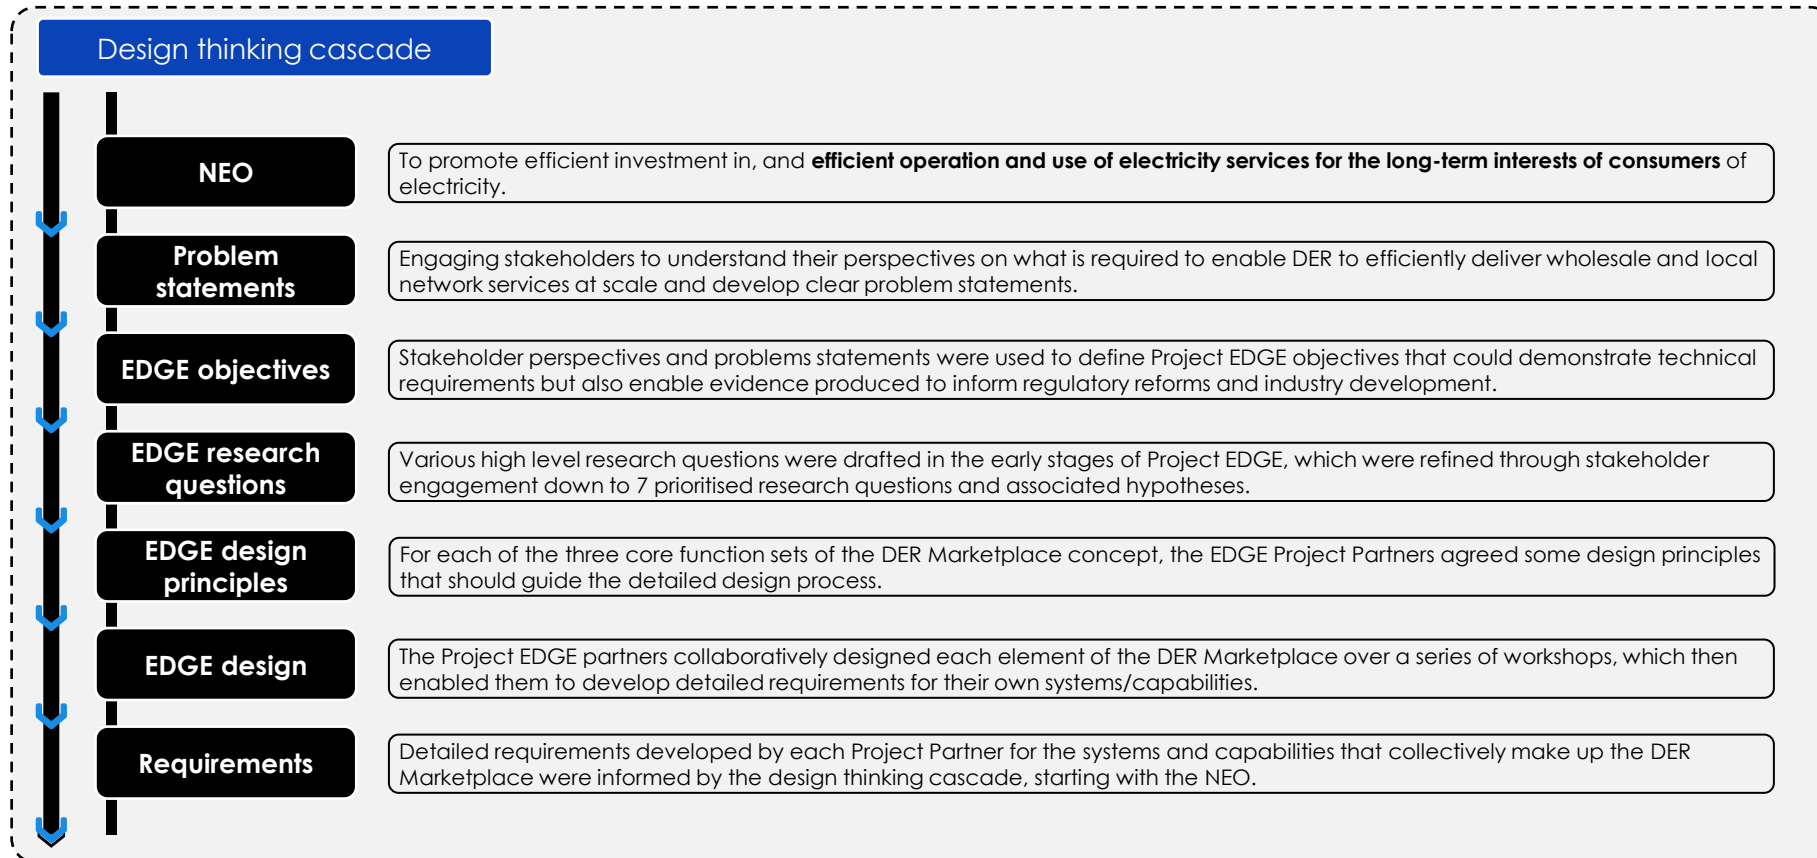 Design thinking cascade
NEO
To promote efficient investment in, and efficient operation and use of electricity services for the long-term interests of consumers of
electricity.
Problem
statements
Engaging stakeholders to understand their perspectives on what is required to enable DER to efficiently deliver wholesale and local
network services at scale and develop clear problem statements.
EDGE objectives
Stakeholder perspectives and problems statements were used to define Project EDGE objectives that could demonstrate technical
requirements but also enable evidence produced to inform regulatory reforms and industry development.
EDGE research
questions
Various high level research questions were drafted in the early stages of Project EDGE, which were refined through stakeholder
engagement down to 7 prioritised research questions and associated hypotheses.
EDGE design
principles
For each of the three core function sets of the DER Marketplace concept, the EDGE Project Partners agreed some design principles
that should guide the detailed design process.
EDGE design
The Project EDGE partners collaboratively designed each element of the DER Marketplace over a series of workshops, which then
enabled them to develop detailed requirements for their own systems/capabilities.
Requirements
Detailed requirements developed by each Project Partner for the systems and capabilities that collectively make up the DER
Marketplace were informed by the design thinking cascade, starting with the NEO.